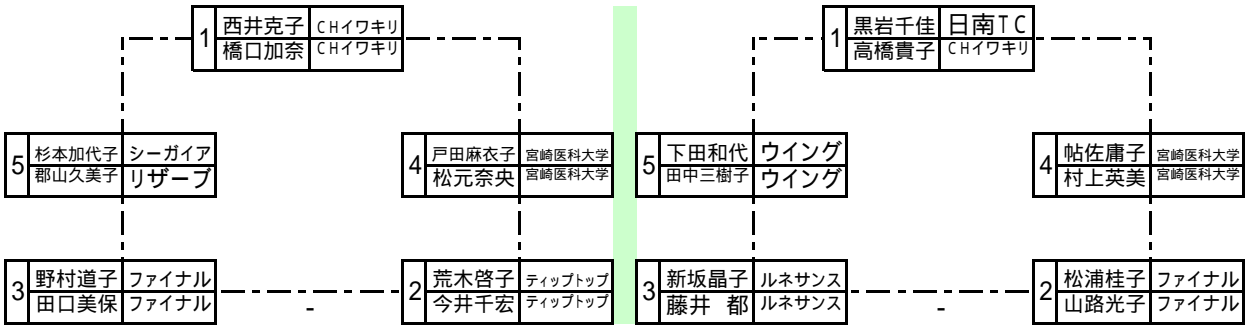 1 西井克子 CHイワキリ
橋口加奈 CHイワキリ
5 杉本加代子 シーガイア
郡山久美子 リザーブ
4 戸田麻衣子 宮崎医科大学
松元奈央 宮崎医科大学
3 野村道子 ファイナル
田口美保 ファイナル
-
2 荒木啓子 ティップトップ
今井千宏 ティップトップ
1 黒岩千佳 日南TC
高橋貴子 CHイワキリ
5 下田和代 ウイング
田中三樹子 ウイング
4 帖佐庸子 宮崎医科大学
村上英美 宮崎医科大学
3 新坂晶子 ルネサンス
藤井 都 ルネサンス
-
2 松浦桂子 ファイナル
山路光子 ファイナル